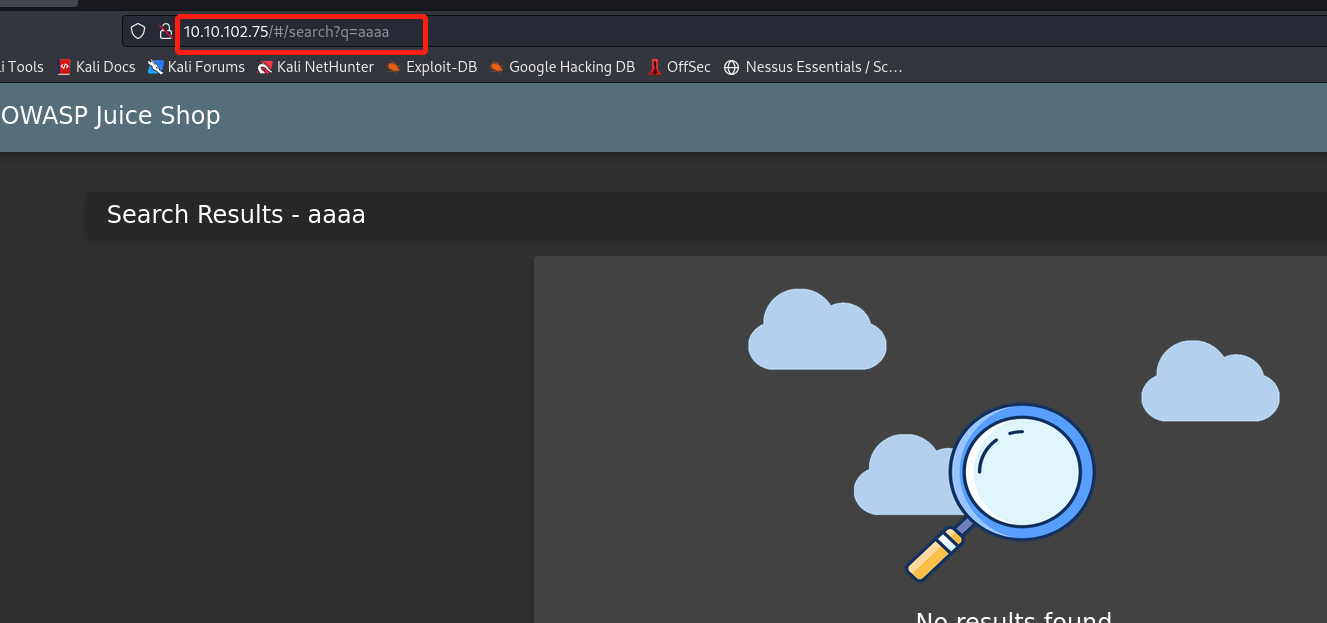 10.10.102.75/#/search?q=aaaa
i Tools Kali Docs Kali Forums Kali NetHunter Exploit-DB Google Hacking DB OffSec Nessus Essentials / Sc…
OWASP Juice Shop
Search Results - aaaa
No results found